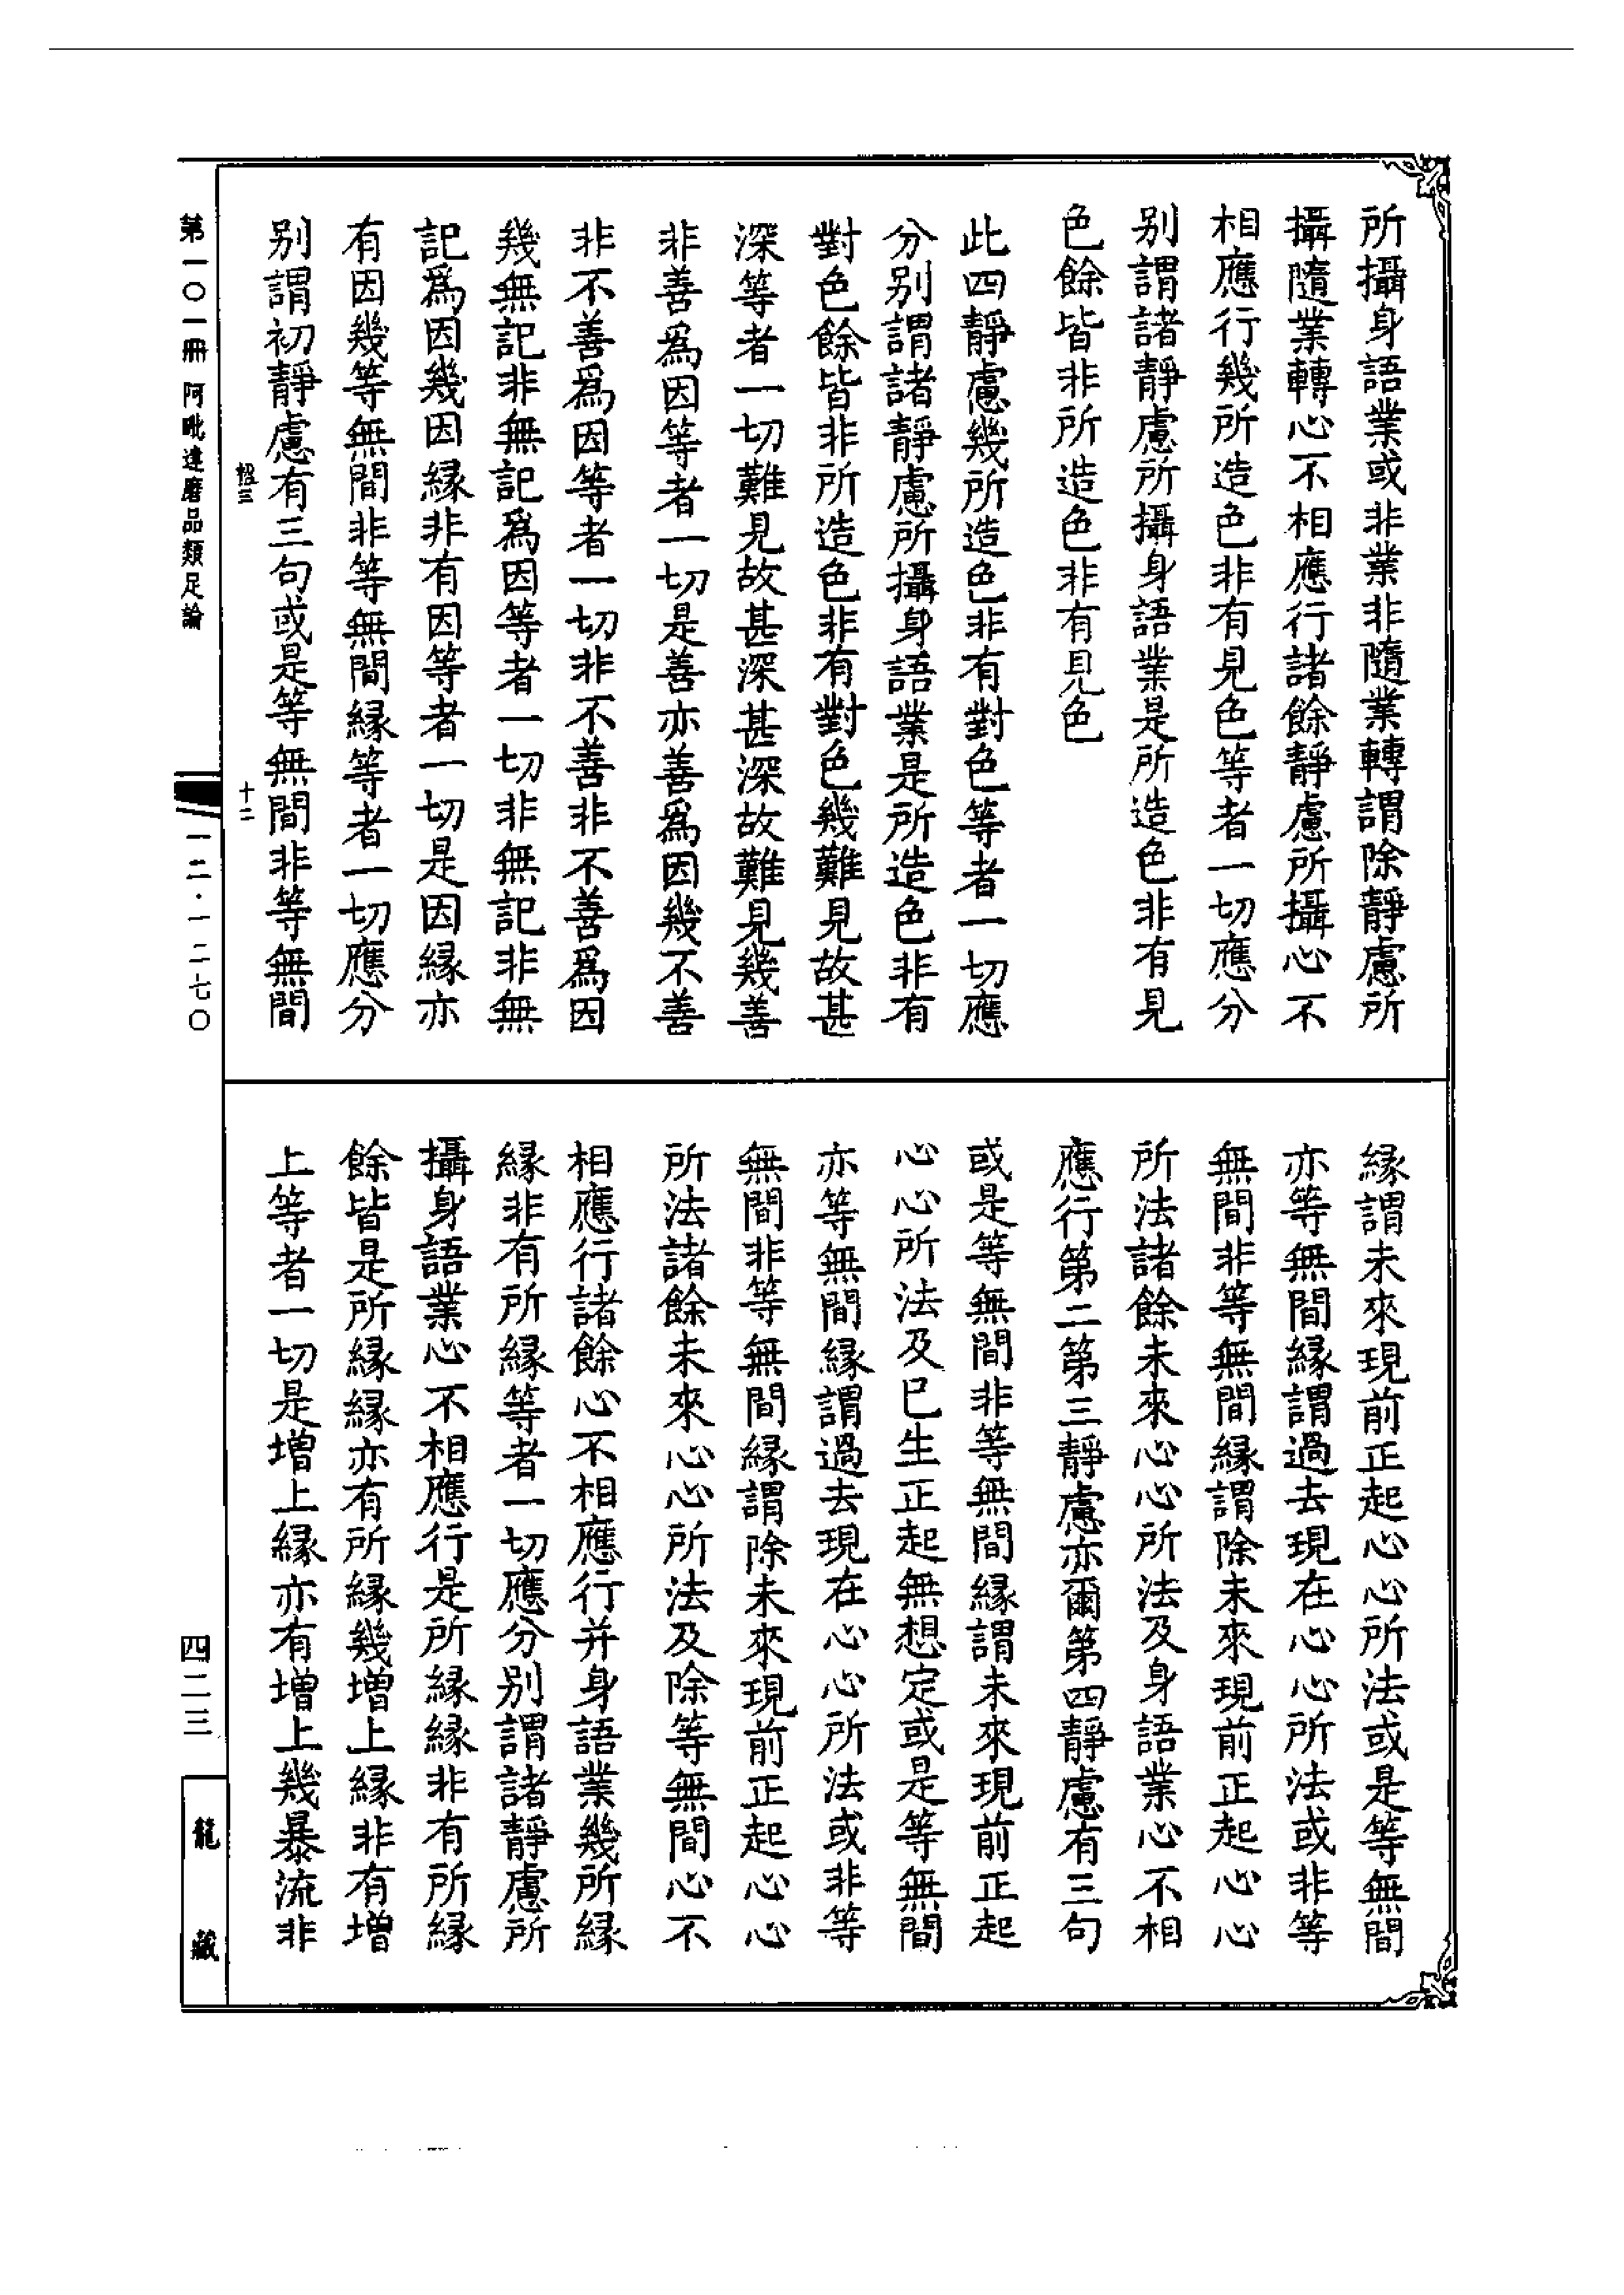 所攝身語業或非業非隨業轉謂除靜慮所
攝隨業轉心不相應行諸餘靜慮所攝心不
相應行幾所造色非有見色等者一切應分
别謂諸靜慮所攝身語業是所造色非有見
色餘皆非所造色非有見色
此四靜慮幾所造色非有對色等者一切應
分别謂諸靜慮所攝身語業是所造色非有
對色餘皆非所造色非有對色幾難見故甚
深等者一切難見故甚深甚深故難見幾善
非善爲因等者一切是善亦善爲因幾不善
非不善爲因等者一切非不善非不善爲因
幾無記非無記爲因等者一切非無記非無
記爲因幾因縁非有因等者一切是因縁亦
有因幾等無間非等無間縁等者一切應分
别謂初靜慮有三句或是等無間非等無間
縁謂未來現前正起心心所法或是等無間
亦等無間縁謂過去現在心心所法或非等
無間非等無間縁謂除未來現前正起心心
所法諸餘未來心心所法及身語業心不相
應行第二第三靜慮亦爾第四靜慮有三句
或是等無間非等無間縁謂未來現前正起
心心所法及已生正起無想定或是等無間
亦等無間縁謂過去現在心心所法或非等
無間非等無間縁謂除未來現前正起心心
所法諸餘未來心心所法及除等無間心不
相應行諸餘心不相應行并身語業幾所縁
縁非有所縁等者一切應分别謂諸靜慮所
攝身語業心不相應行是所縁縁非有所縁
餘皆是所縁縁亦有所縁幾增上縁非有增
上等者一切是增上縁亦有增上幾暴流非
十二
第一〇一冊 阿毗達磨品類足論
一二·一二七〇
四二三
龍藏